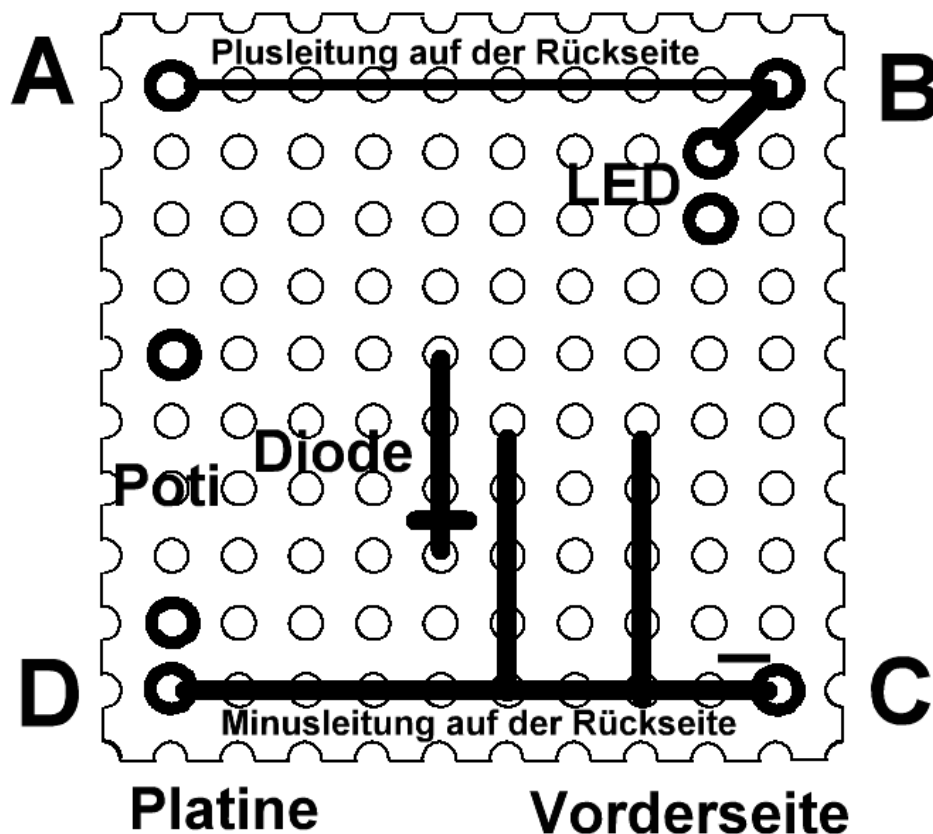 A
Plusleitung auf der Rückseite
B
LED
Diode
Poti
D
C
Minusleitung auf der Rückseite
Platine
Vorderseite